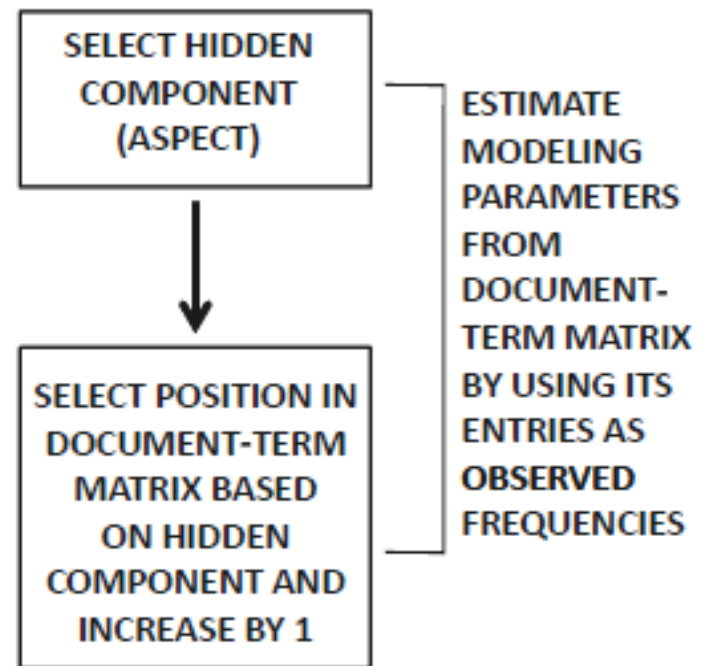 SELECT HIDDEN
COMPONENT
(ASPECT)
SELECT POSITION IN
DOCUMENT-TERM
MATRIX BASED
ON HIDDEN
COMPONENT AND
INCREASE BY 1
ESTIMATE
MODELING
PARAMETERS
FROM
DOCUMENT-
TERM MATRIX
BY USING ITS
ENTRIES AS
OBSERVED
FREQUENCIES